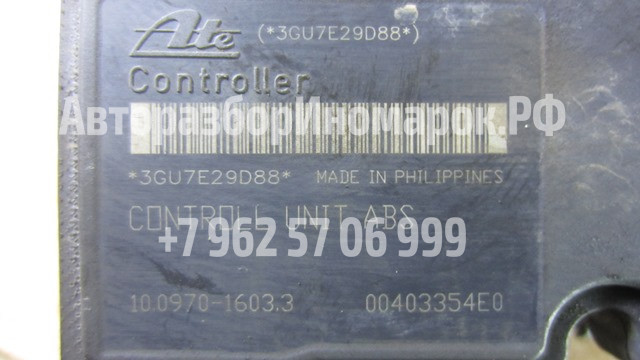 Ate (*3GU7E29D88*)
Controller
АвторазборИномарок.РФ
*3GU7E29D88* MADE IN PHILIPPINES
CONTROLL UNIT ABS
+7 962 57 06 999
10.0970-1603.3 00403354E0